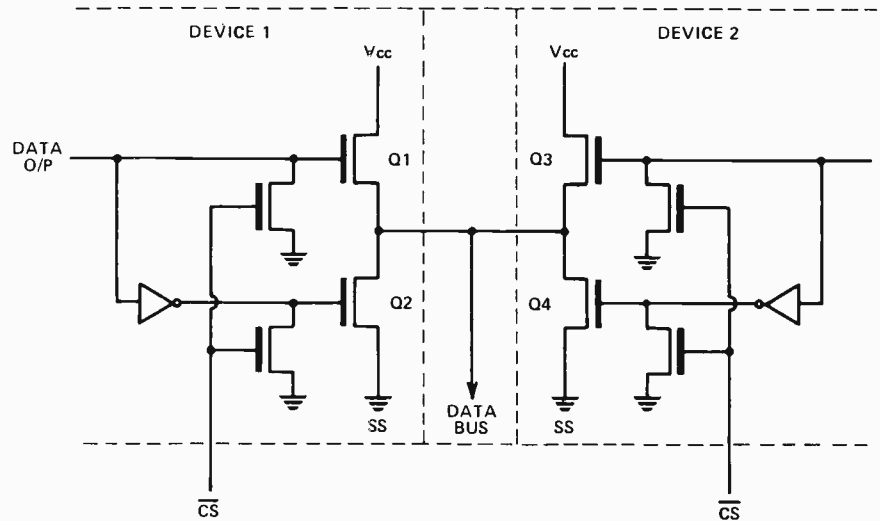 DEVICE 1
DEVICE 2
Vcc
Vcc
DATA
O/P
Q1
Q3
Q2
Q4
SS
DATA
BUS
SS
CS
CS